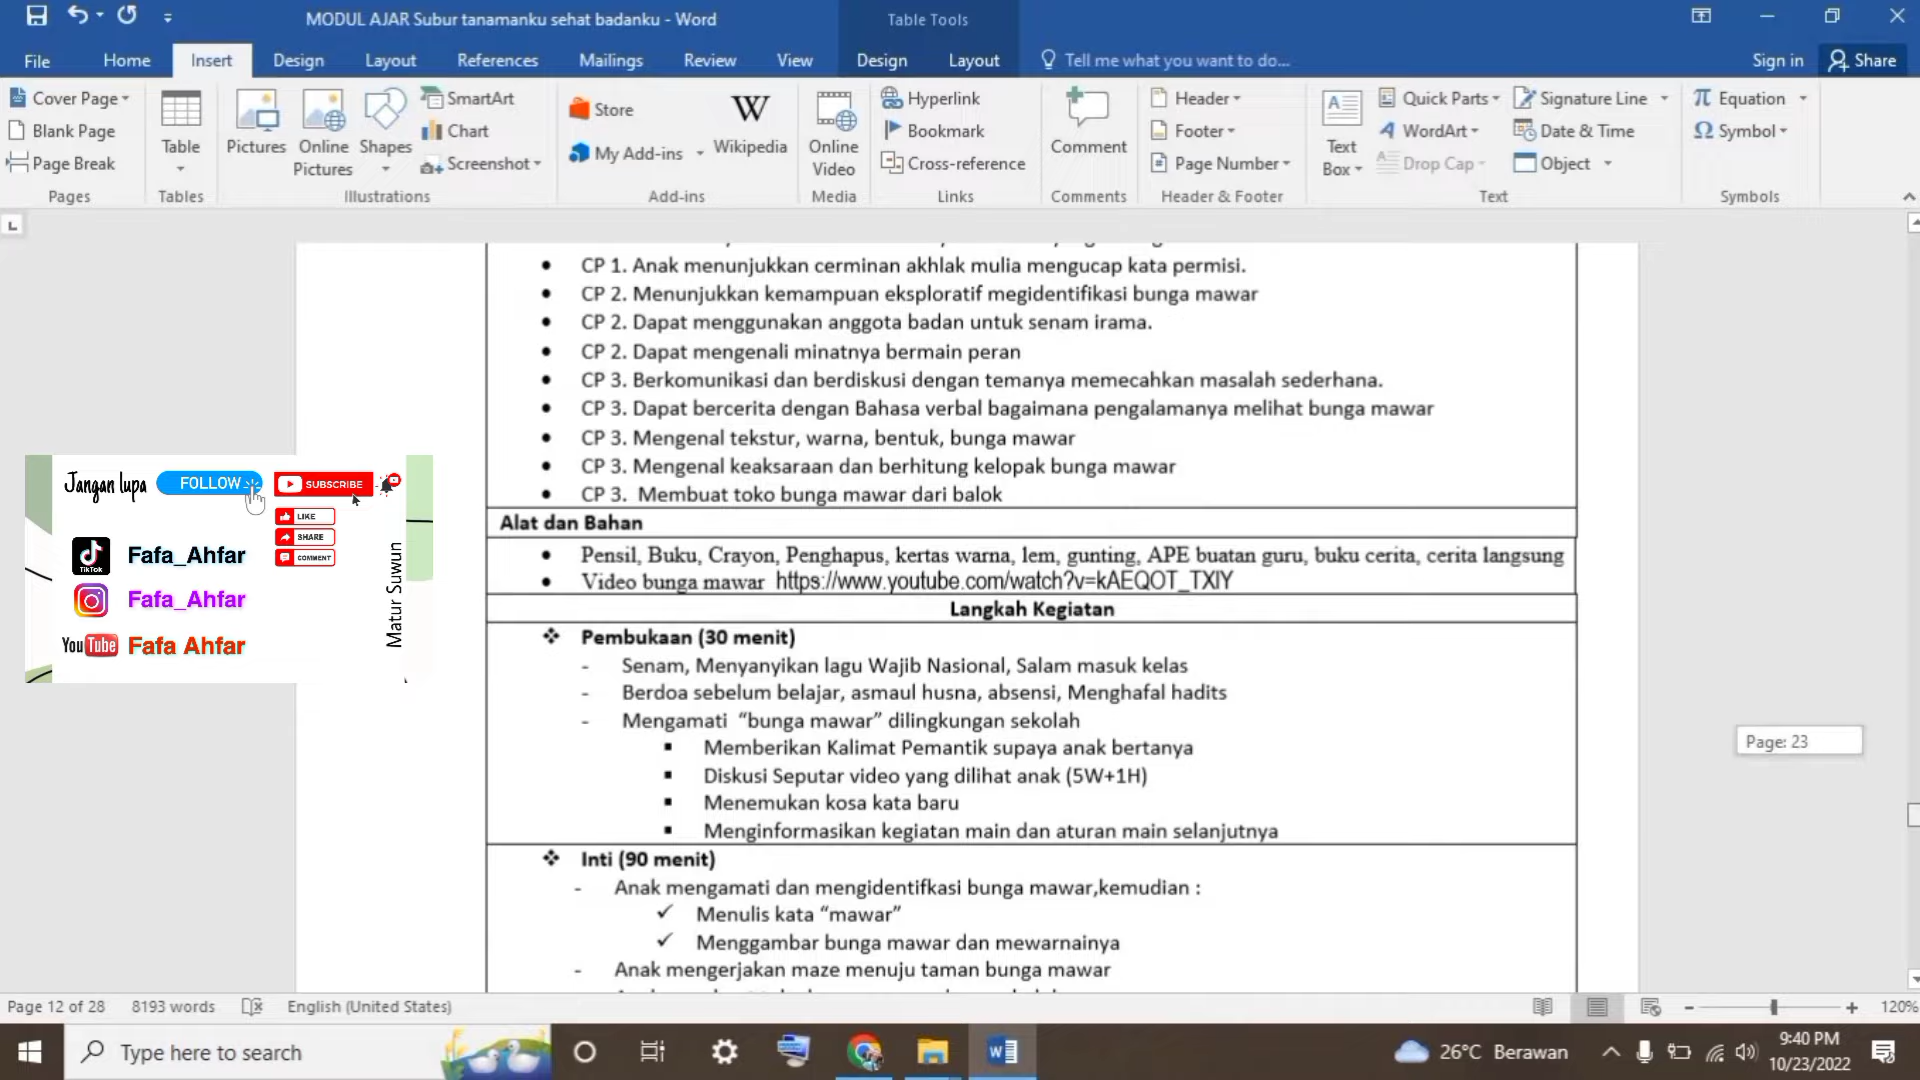 MODUL AJAR Subur tanamanku sehat badanku - Word
Table Tools
File Home Insert Design Layout References Mailings Review View Design Layout Tell me what you want to do... Sign in Share
Cover Page
Blank Page
Page Break
Pages
Table
Tables
Pictures
Online Pictures
Shapes
SmartArt
Chart
Screenshot
Illustrations
Store
My Add-ins
W
Wikipedia
Add-ins
Online Video
Media
Hyperlink
Bookmark
Cross-reference
Links
Comment
Comments
Header
Footer
Page Number
Header & Footer
Text Box
Quick Parts
WordArt
Drop Cap
Signature Line
Date & Time
Object
Text
Equation
Symbol
Symbols
• CP 1. Anak menunjukkan cerminan akhlak mulia mengucap kata permisi.
• CP 2. Menunjukkan kemampuan eksploratif megidentifikasi bunga mawar
• CP 2. Dapat menggunakan anggota badan untuk senam irama.
• CP 2. Dapat mengenali minatnya bermain peran
• CP 3. Berkomunikasi dan berdiskusi dengan temanya memecahkan masalah sederhana.
• CP 3. Dapat bercerita dengan Bahasa verbal bagaimana pengalamanya melihat bunga mawar
• CP 3. Mengenal tekstur, warna, bentuk, bunga mawar
• CP 3. Mengenal keaksaraan dan berhitung kelopak bunga mawar
• CP 3. Membuat toko bunga mawar dari balok
Alat dan Bahan
• Pensil, Buku, Crayon, Penghapus, kertas warna, lem, gunting, APE buatan guru, buku cerita, cerita langsung
• Video bunga mawar https://www.youtube.com/watch?v=kAEQOT_TXlY
Langkah Kegiatan
❖ Pembukaan (30 menit)
- Senam, Menyanyikan lagu Wajib Nasional, Salam masuk kelas
- Berdoa sebelum belajar, asmaul husna, absensi, Menghafal hadits
- Mengamati “bunga mawar” dilingkungan sekolah
▪ Memberikan Kalimat Pemantik supaya anak bertanya
▪ Diskusi Seputar video yang dilihat anak (5W+1H)
▪ Menemukan kosa kata baru
▪ Menginformasikan kegiatan main dan aturan main selanjutnya
❖ Inti (90 menit)
- Anak mengamati dan mengidentifkasi bunga mawar,kemudian :
✓ Menulis kata “mawar”
✓ Menggambar bunga mawar dan mewarnainya
- Anak mengerjakan maze menuju taman bunga mawar
Jangan lupa FOLLOW SUBSCRIBE
LIKE
SHARE
COMMENT
TikTok Fafa_Ahfar
Fafa_Ahfar
YouTube Fafa Ahfar
Matur Suwun
Page: 23
Page 12 of 28 8193 words English (United States) 120%
Type here to search
26°C Berawan
9:40 PM
10/23/2022